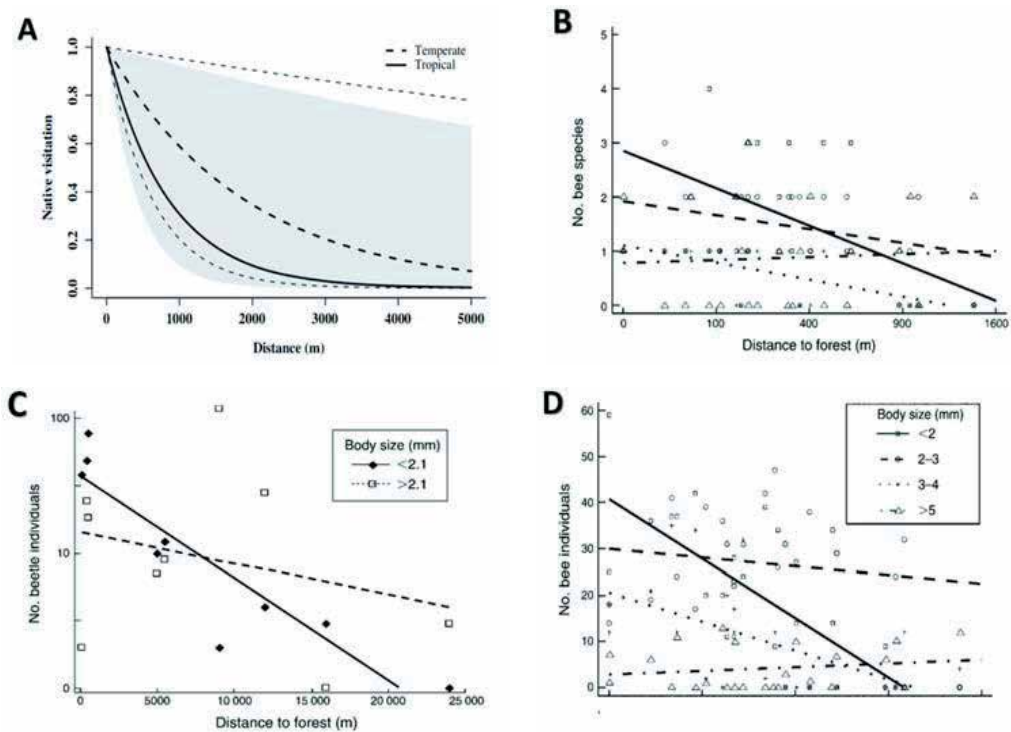 A
Native visitation
1.0
0.8
0.6
0.4
0.2
0.0
Temperate
Tropical
0 1000 2000 3000 4000 5000
Distance (m)
B
No. bee species
5
4
3
2
1
0
0 100 400 900 1600
Distance to forest (m)
C
No. beetle individuals
100
10
0
Body size (mm)
<2.1
>2.1
0 5000 10 000 15 000 20 000 25 000
Distance to forest (m)
D
No. bee individuals
60
50
40
30
20
10
0
Body size (mm)
<2
2–3
3–4
>5